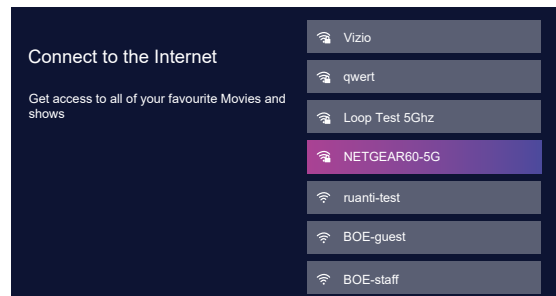 Connect to the Internet
Get access to all of your favourite Movies and
shows
Vizio
qwert
Loop Test 5Ghz
NETGEAR60-5G
ruanti-test
BOE-guest
BOE-staff